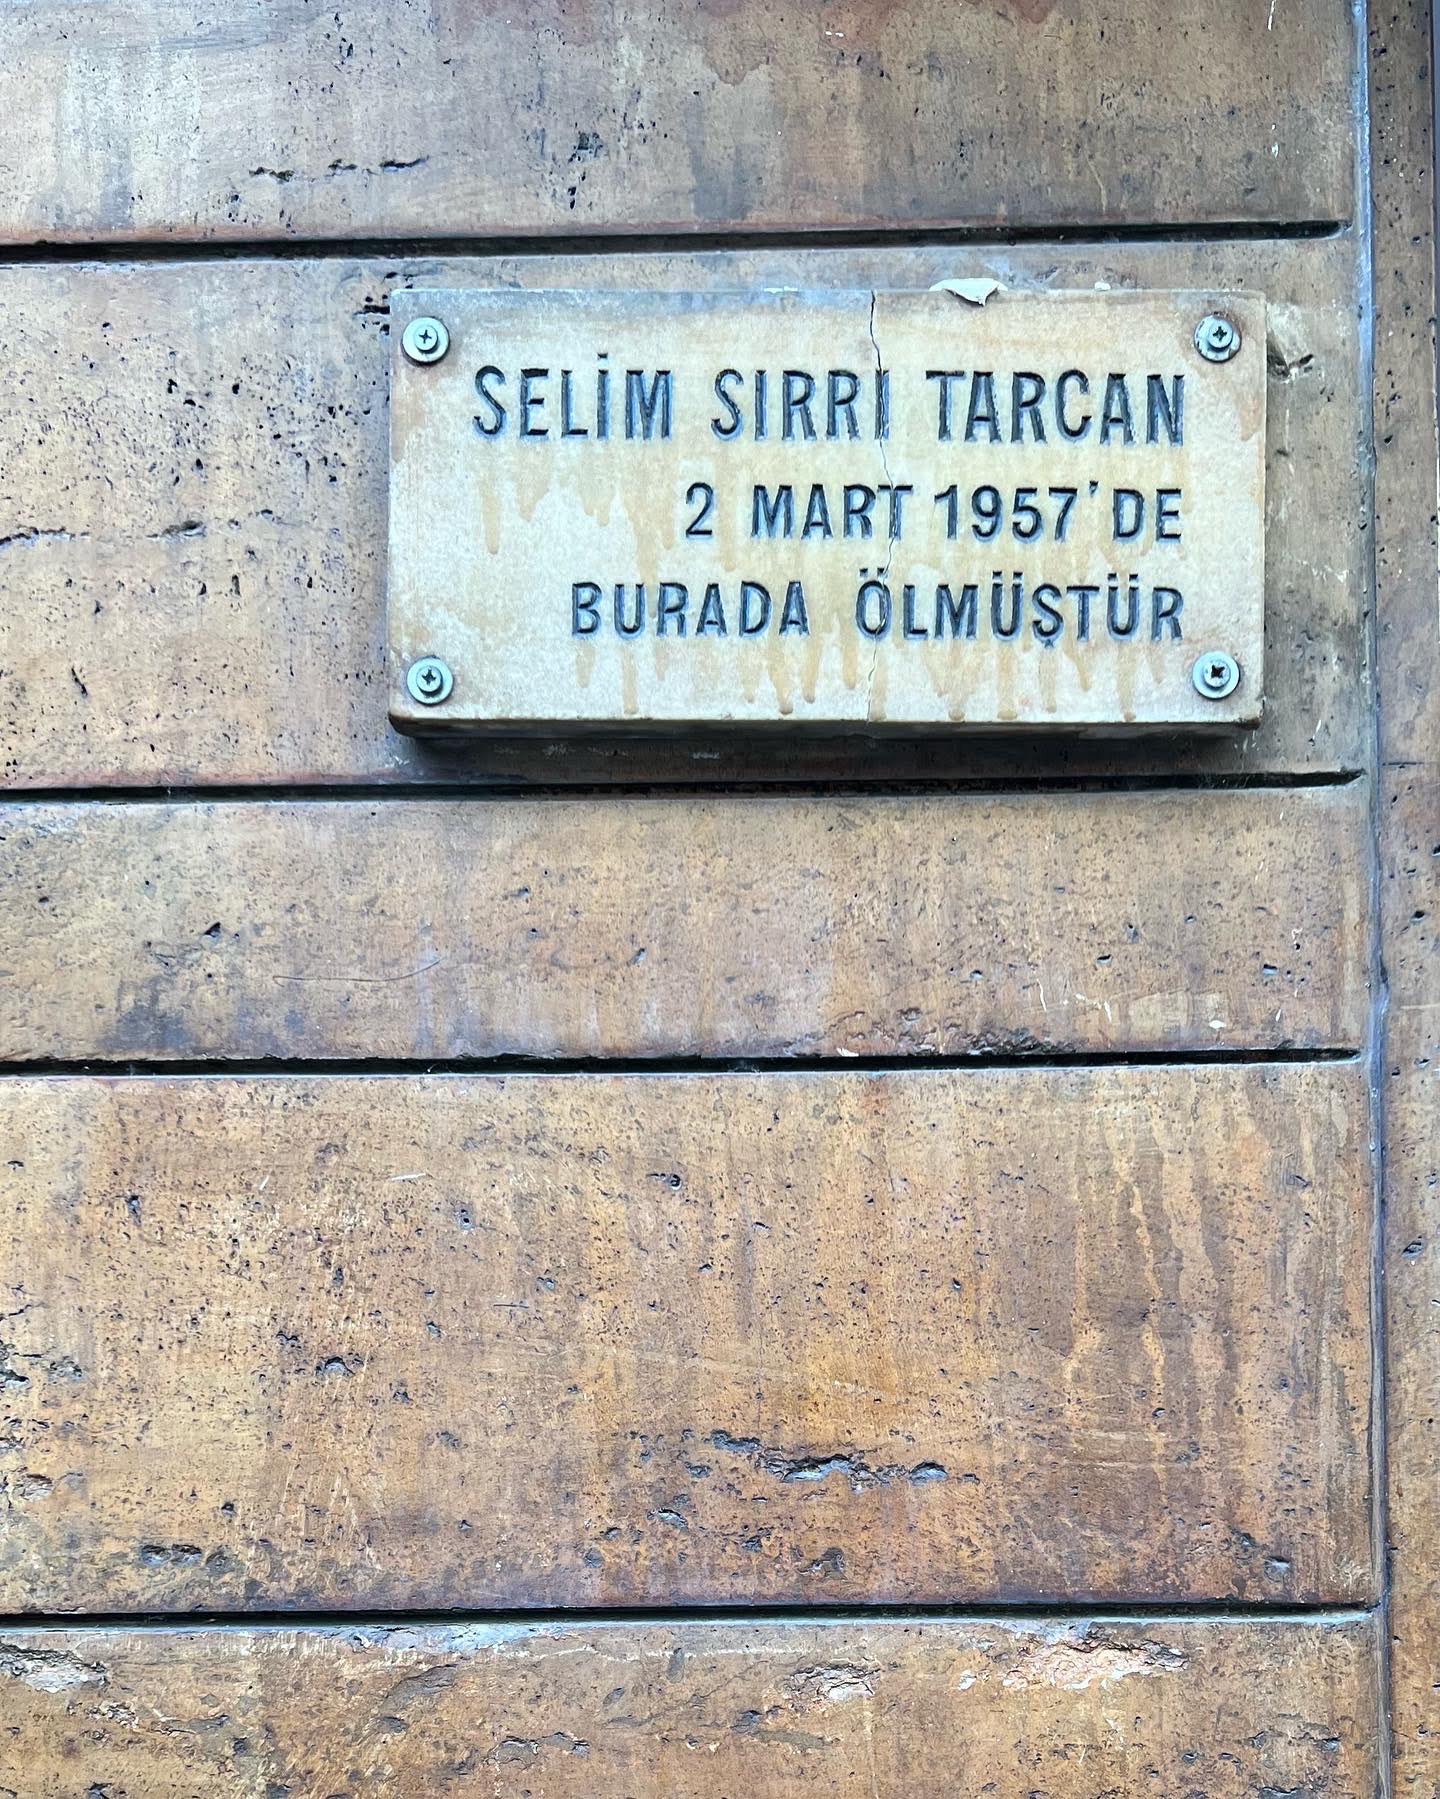 SELİM SIRRI TARCAN
2 MART 1957'DE
BURADA ÖLMÜŞTÜR